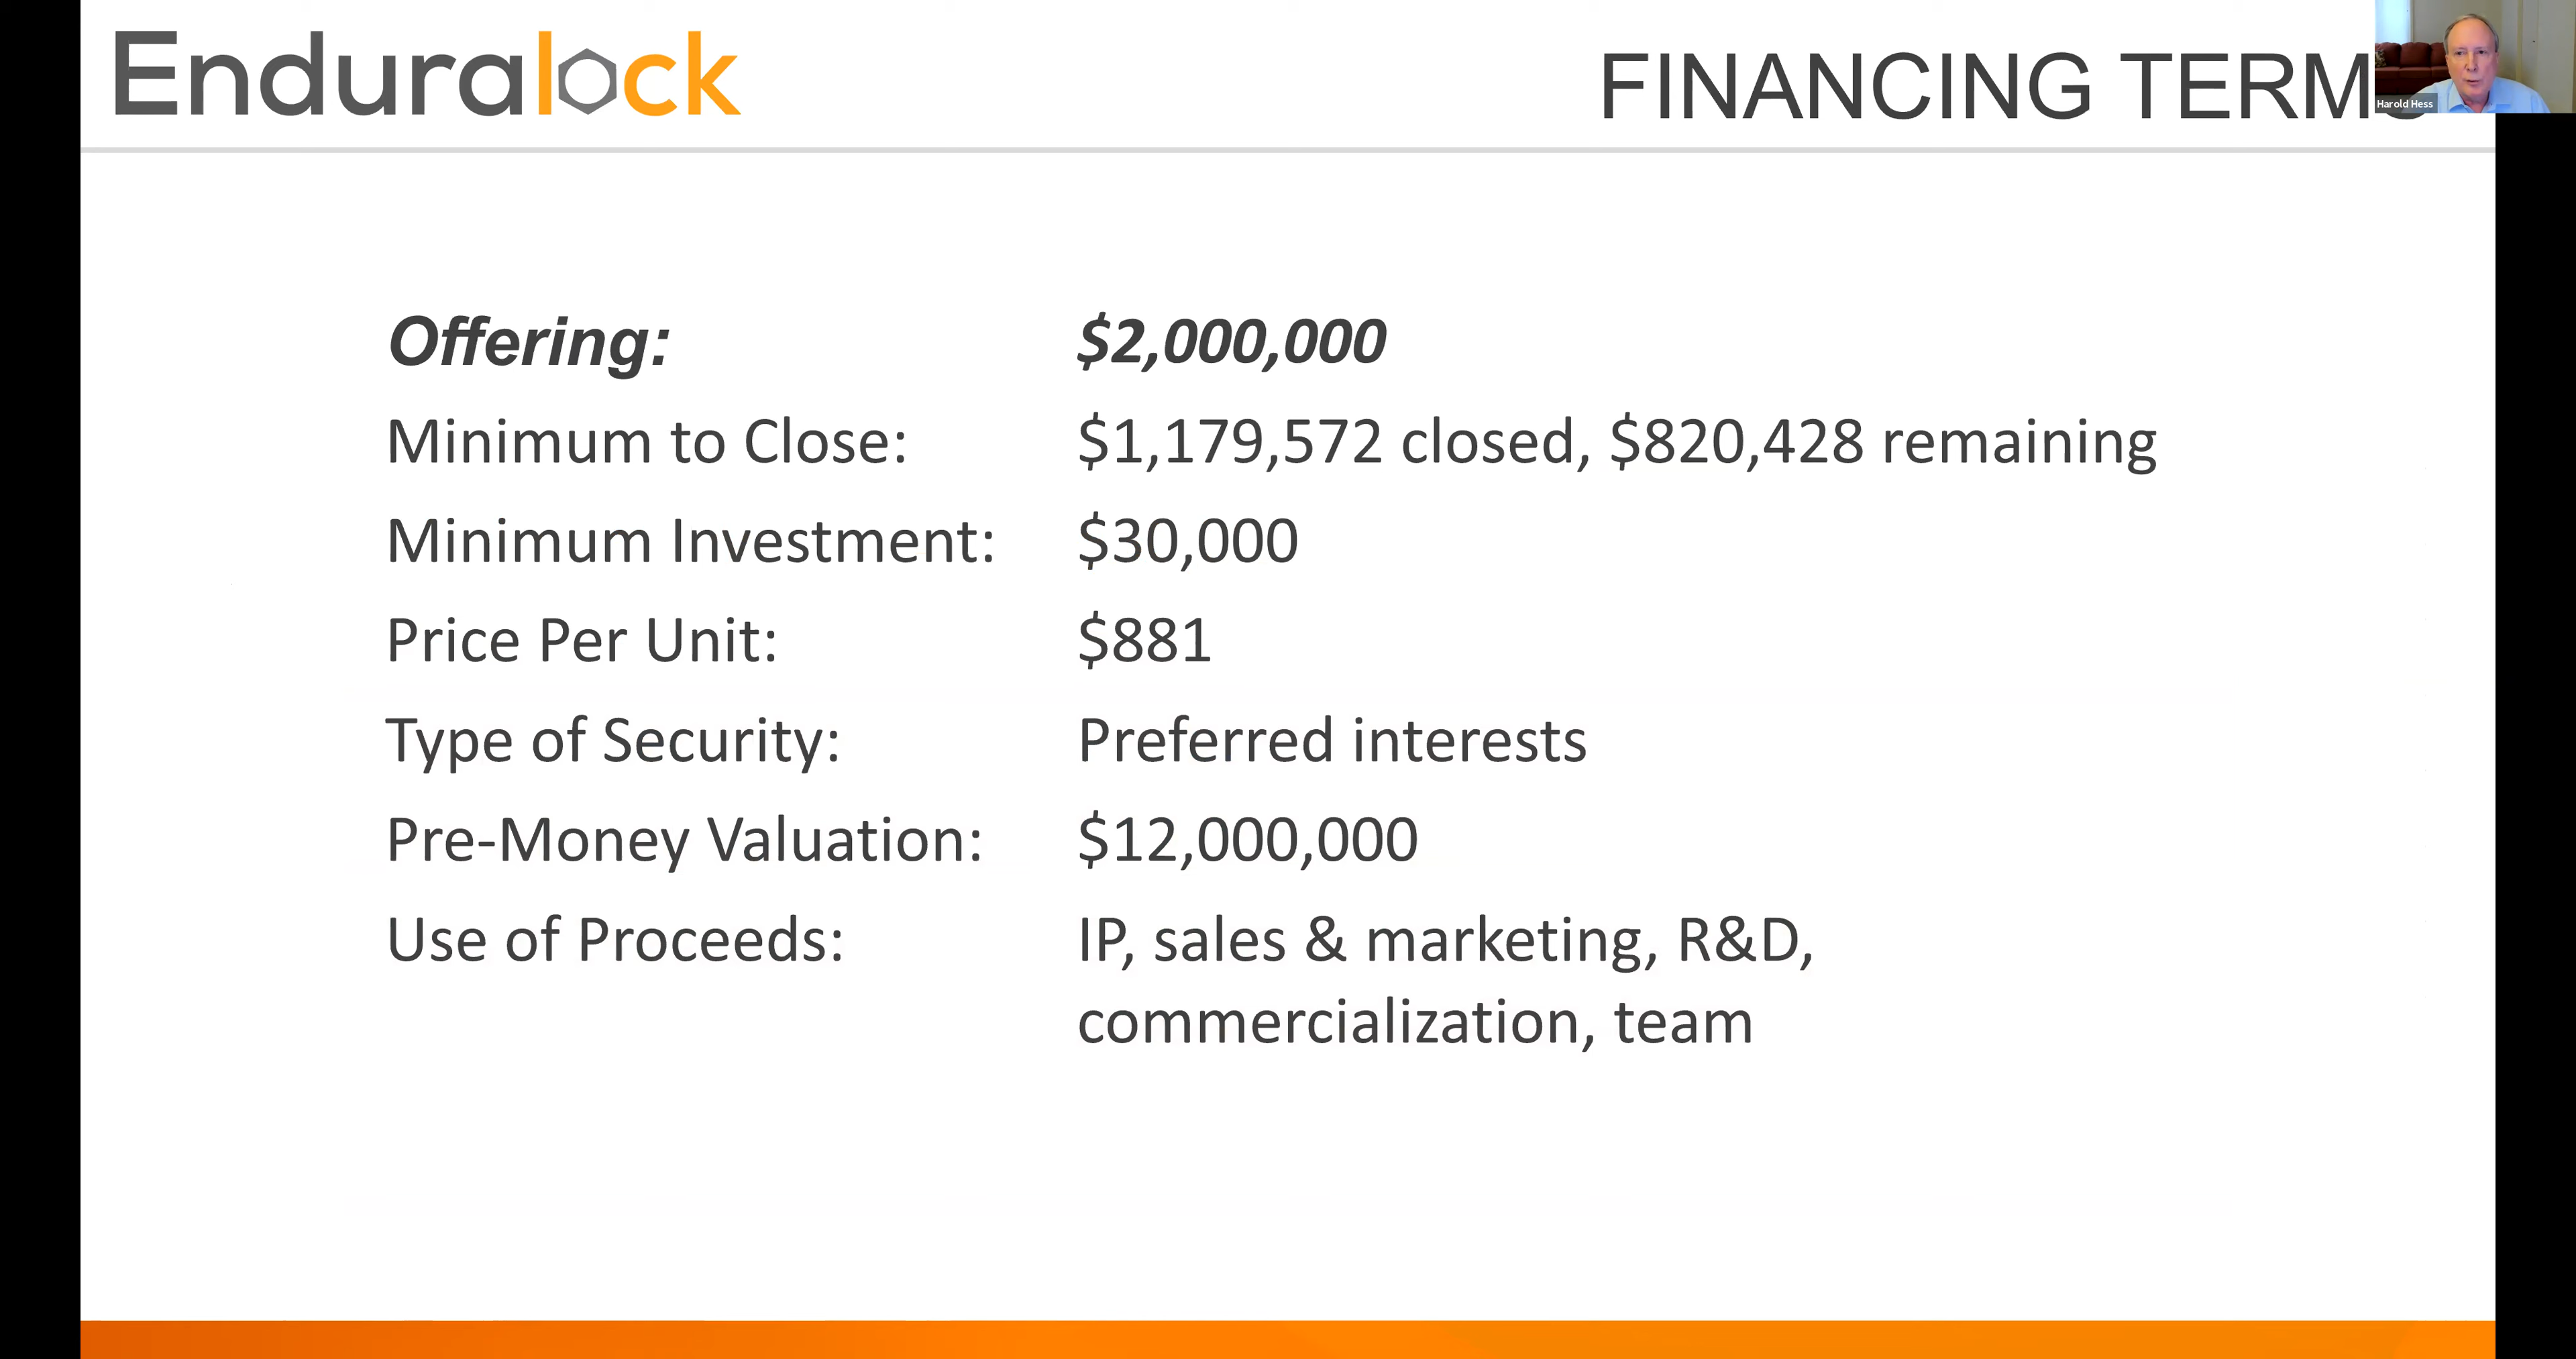 Enduralock
FINANCING TERMS
Harold Hess
Offering: $2,000,000
Minimum to Close: $1,179,572 closed, $820,428 remaining
Minimum Investment: $30,000
Price Per Unit: $881
Type of Security: Preferred interests
Pre-Money Valuation: $12,000,000
Use of Proceeds: IP, sales & marketing, R&D,
commercialization, team